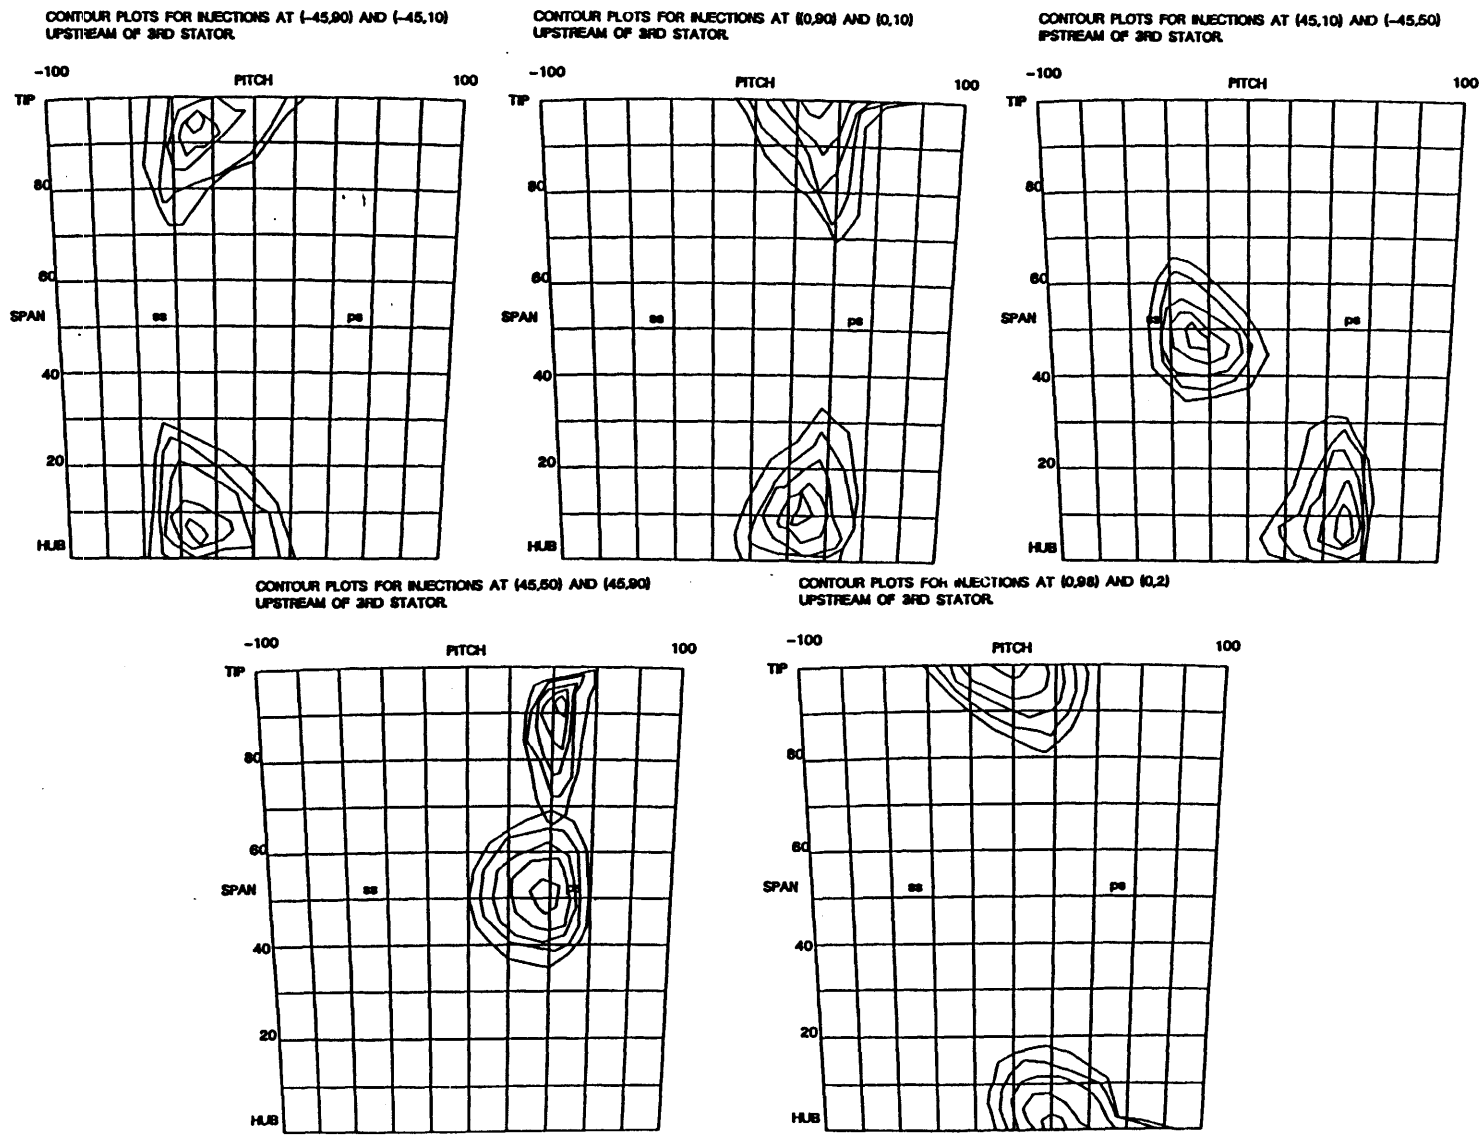 CONTOUR PLOTS FOR INJECTIONS AT (-45,90) AND (-45,10)
UPSTREAM OF 3RD STATOR.
-100 PITCH 100
TIP
80
60
SPAN ss ps
40
20
HUB
CONTOUR PLOTS FOR INJECTIONS AT ((0,90) AND (0,10)
UPSTREAM OF 3RD STATOR.
-100 PITCH 100
TIP
80
60
SPAN ss ps
40
20
HUB
CONTOUR PLOTS FOR INJECTIONS AT (45,10) AND (-45,50)
IPSTREAM OF 3RD STATOR.
-100 PITCH 100
TIP
80
60
SPAN ss ps
40
20
HUB
CONTOUR PLOTS FOR INJECTIONS AT (45,50) AND (45,90)
UPSTREAM OF 3RD STATOR.
-100 PITCH 100
TIP
80
60
SPAN ss ps
40
20
HUB
CONTOUR PLOTS FOR INJECTIONS AT (0,98) AND (0,2)
UPSTREAM OF 3RD STATOR.
-100 PITCH 100
TIP
80
60
SPAN ss ps
40
20
HUB